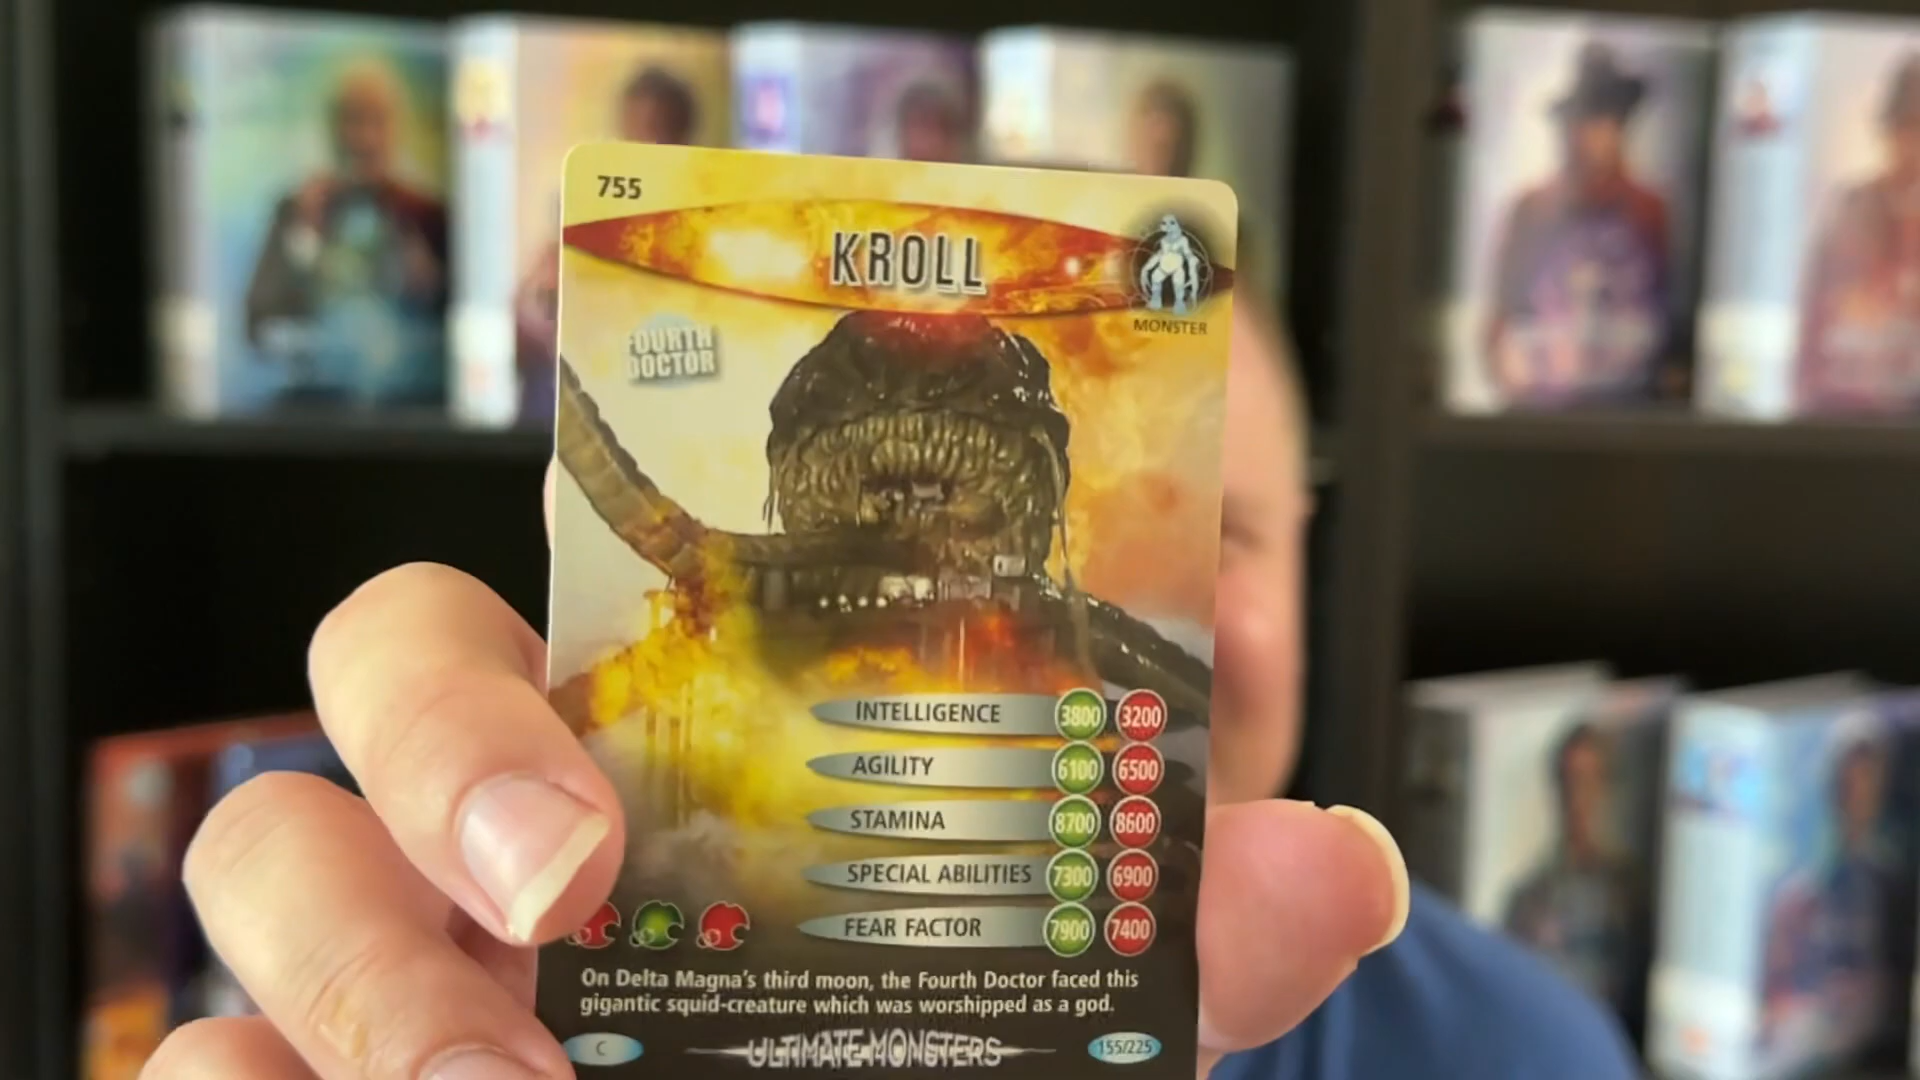 755
KROLL
MONSTER
FOURTH
DOCTOR
INTELLIGENCE 3800 3200
AGILITY 6100 6500
STAMINA 8700 8600
SPECIAL ABILITIES 7300 6900
FEAR FACTOR 7900 7400
On Delta Magna's third moon, the Fourth Doctor faced this
gigantic squid-creature which was worshipped as a god.
C ULTIMATE MONSTERS 155/225